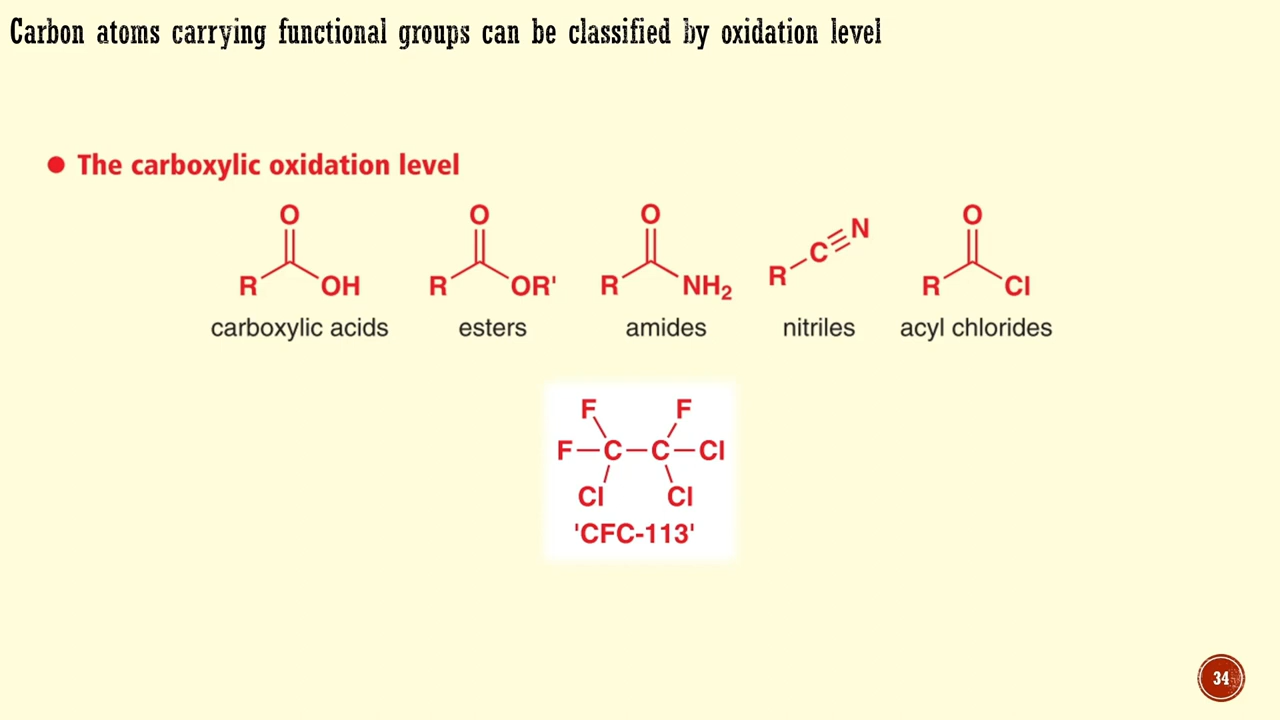 Carbon atoms carrying functional groups can be classified by oxidation level
● The carboxylic oxidation level
O O O O
R OH R OR' R NH₂ R C N R Cl
carboxylic acids esters amides nitriles acyl chlorides
F F
F C C Cl
Cl Cl
'CFC-113'
34